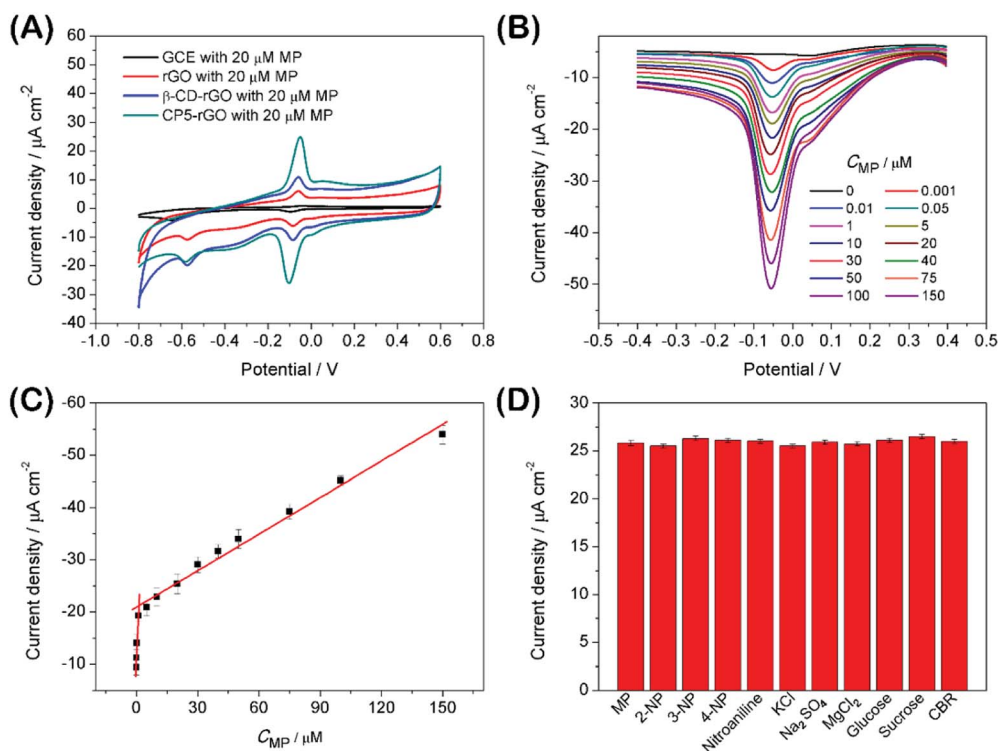 (A)
60
50
40
30
20
10
0
-10
-20
-30
-40
Current density / μA cm-2
GCE with 20 μM MP
rGO with 20 μM MP
β-CD-rGO with 20 μM MP
CP5-rGO with 20 μM MP
-1.0 -0.8 -0.6 -0.4 -0.2 0.0 0.2 0.4 0.6 0.8
Potential / V
(B)
-10
-20
-30
-40
-50
Current density / μA cm-2
CMP / μM
0 0.001
0.01 0.05
1 5
10 20
30 40
50 75
100 150
-0.5 -0.4 -0.3 -0.2 -0.1 0.0 0.1 0.2 0.3 0.4 0.5
Potential / V
(C)
-60
-50
-40
-30
-20
-10
Current density / μA cm-2
0 30 60 90 120 150
CMP / μM
(D)
30
25
20
15
10
5
0
Current density / μA cm-2
MP
2-NP
3-NP
4-NP
Nitroaniline
KCl
Na2SO4
MgCl2
Glucose
Sucrose
CBR